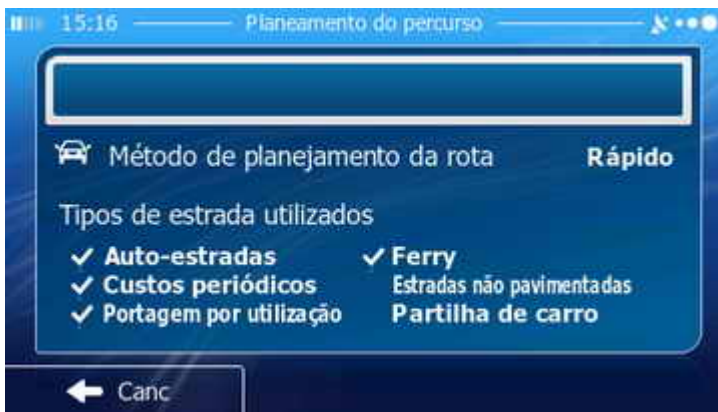 15:16 Planeamento do percurso
Método de planejamento da rota Rápido
Tipos de estrada utilizados
Auto-estradas Ferry
Custos periódicos Estradas não pavimentadas
Portagem por utilização Partilha de carro
Canc